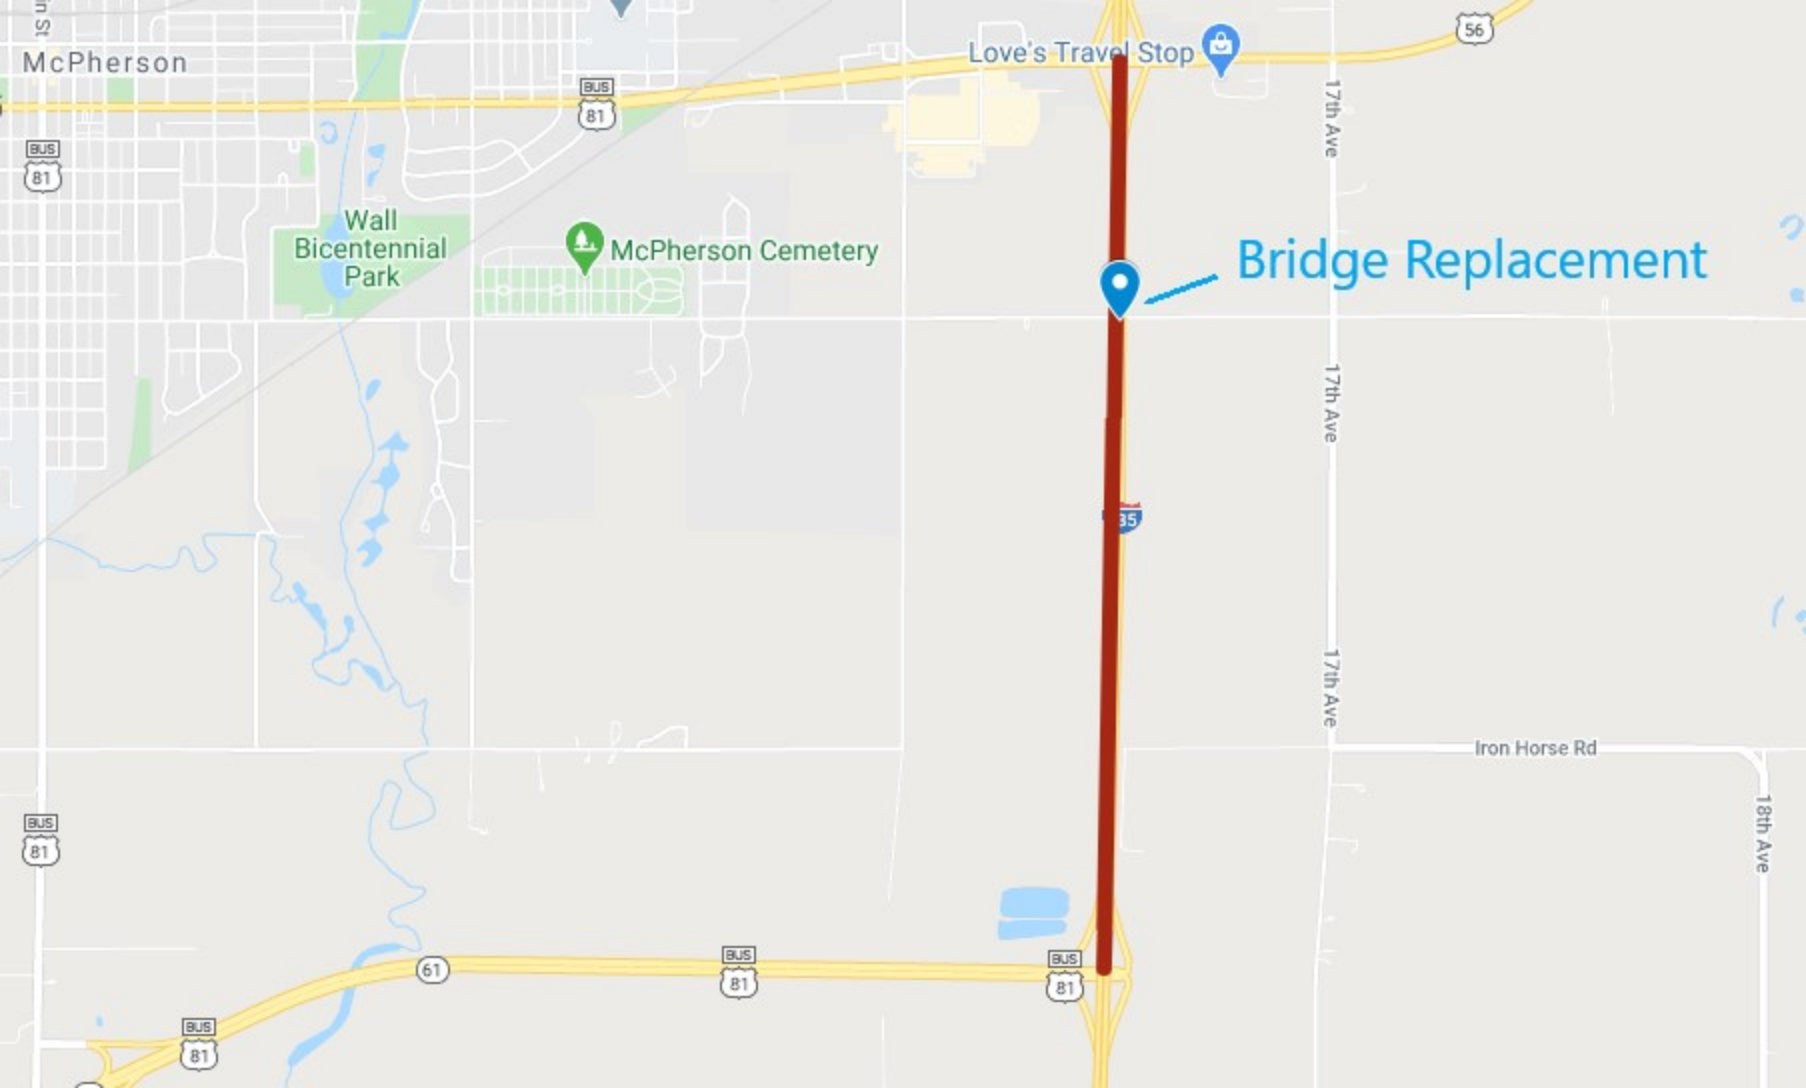 n St
56
Love's Travel Stop
McPherson
BUS
81
17th Ave
BUS
81
Wall
Bicentennial
Park
McPherson Cemetery
Bridge Replacement
17th Ave
35
17th Ave
Iron Horse Rd
BUS
81
18th Ave
BUS
81
BUS
81
61
BUS
81